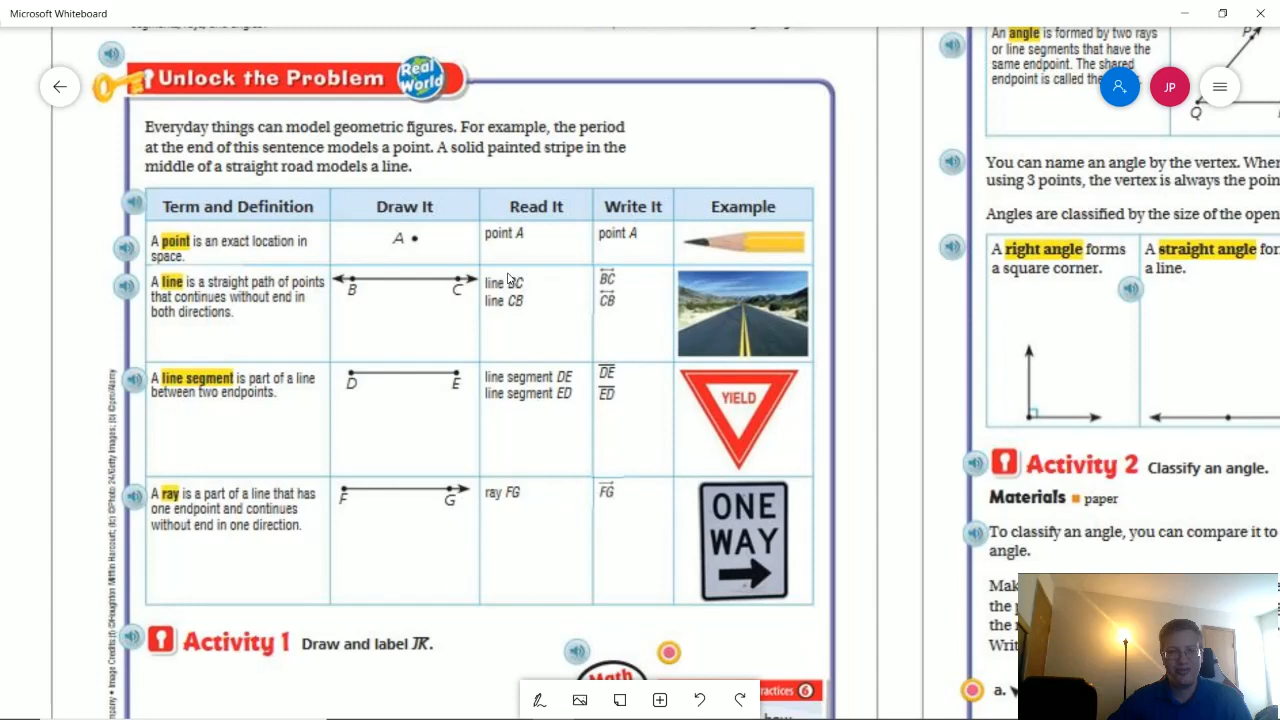 Microsoft Whiteboard
Unlock the Problem
Real World
Everyday things can model geometric figures. For example, the period
at the end of this sentence models a point. A solid painted stripe in the
middle of a straight road models a line.
Term and Definition
Draw It
Read It
Write It
Example
A point is an exact location in
space.
A
point A
point A
A line is a straight path of points
that continues without end in
both directions.
B
C
line BC
line CB
BC
CB
A line segment is part of a line
between two endpoints.
D
E
line segment DE
line segment ED
DE
ED
YIELD
A ray is a part of a line that has
one endpoint and continues
without end in one direction.
F
G
ray FG
FG
ONE
WAY
Activity 1 Draw and label JK.
Math
Practices 6
An angle is formed by two rays
or line segments that have the
same endpoint. The shared
endpoint is called the
P
Q
JP
You can name an angle by the vertex. When
using 3 points, the vertex is always the
Angles are classified by the size of the
A right angle forms
a square corner.
A straight angle
a line.
Activity 2 Classify an angle.
Materials ■ paper
To classify an angle, you can compare it to
angle.
the
the
a.